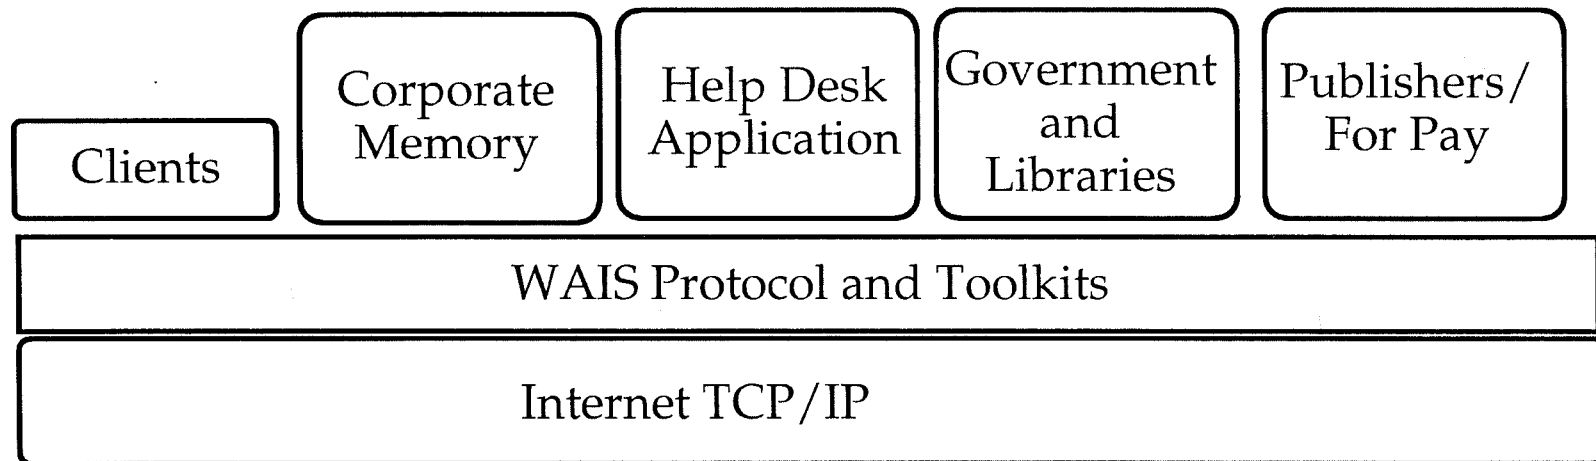 Clients
Corporate
Memory
Help Desk
Application
Government
and
Libraries
Publishers/
For Pay
WAIS Protocol and Toolkits
Internet TCP/IP